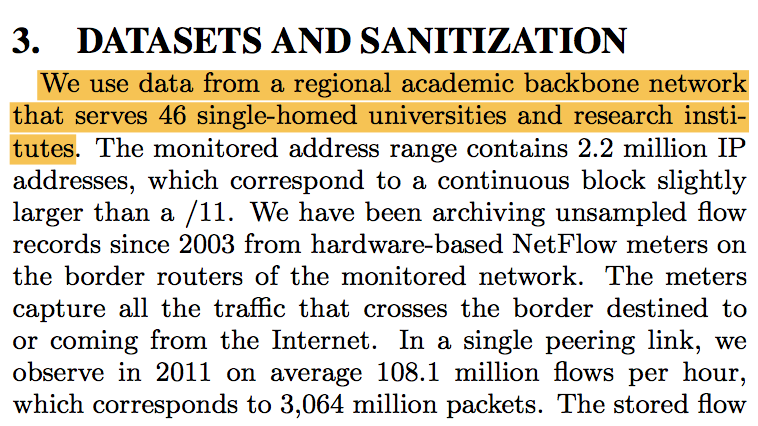 3. DATASETS AND SANITIZATION
We use data from a regional academic backbone network
that serves 46 single-homed universities and research insti-
tutes. The monitored address range contains 2.2 million IP
addresses, which correspond to a continuous block slightly
larger than a /11. We have been archiving unsampled flow
records since 2003 from hardware-based NetFlow meters on
the border routers of the monitored network. The meters
capture all the traffic that crosses the border destined to
or coming from the Internet. In a single peering link, we
observe in 2011 on average 108.1 million flows per hour,
which corresponds to 3,064 million packets. The stored flow